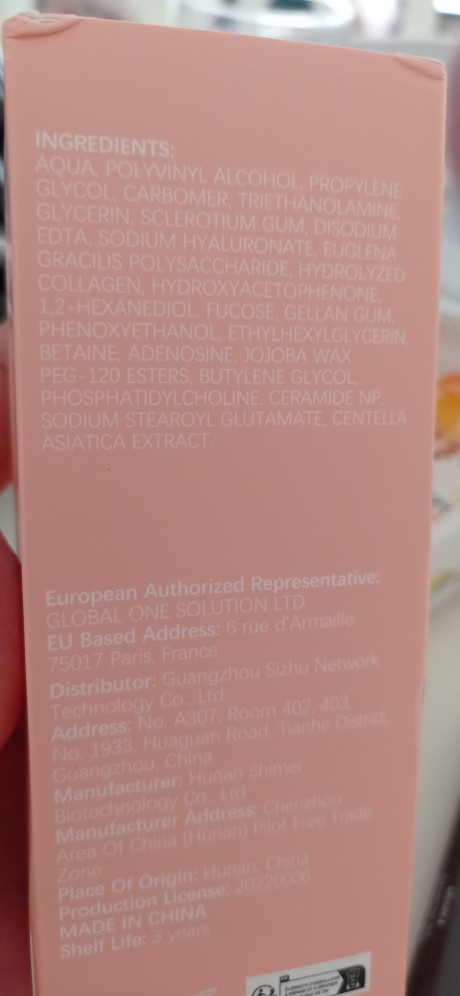 INGREDIENTS:
AQUA, POLYVINYL ALCOHOL, PROPYLENE
GLYCOL, CARBOMER, TRIETHANOLAMINE,
GLYCERIN, SCLEROTIUM GUM, DISODIUM
EDTA, SODIUM HYALURONATE, EUGLENA
GRACILIS POLYSACCHARIDE, HYDROLYZED
COLLAGEN, HYDROXYACETOPHENONE,
1,2-HEXANEDIOL, FUCOSE, GELLAN GUM,
PHENOXYETHANOL, ETHYLHEXYLGLYCERIN,
BETAINE, ADENOSINE, JOJOBA WAX
PEG-120 ESTERS, BUTYLENE GLYCOL,
PHOSPHATIDYLCHOLINE, CERAMIDE NP,
SODIUM STEAROYL GLUTAMATE, CENTELLA
ASIATICA EXTRACT
European Authorized Representative:
GLOBAL ONE SOLUTION LTD
EU Based Address: 6 rue d'Armaille
75017 Paris, France
Distributor: Guangzhou Sizhu Network
Technology Co., Ltd
Address: No. A307, Room 402, 403,
No. 1933, Huaguan Road, Tianhe District,
Guangzhou, China
Manufacturer: Hunan Shimei
Biotechnology Co., Ltd
Manufacturer Address: Chenzhou
Area Of China (Hunan) Pilot Free Trade
Zone
Place Of Origin: Hunan, China
Production License: 20220006
MADE IN CHINA
Shelf Life: 3 years